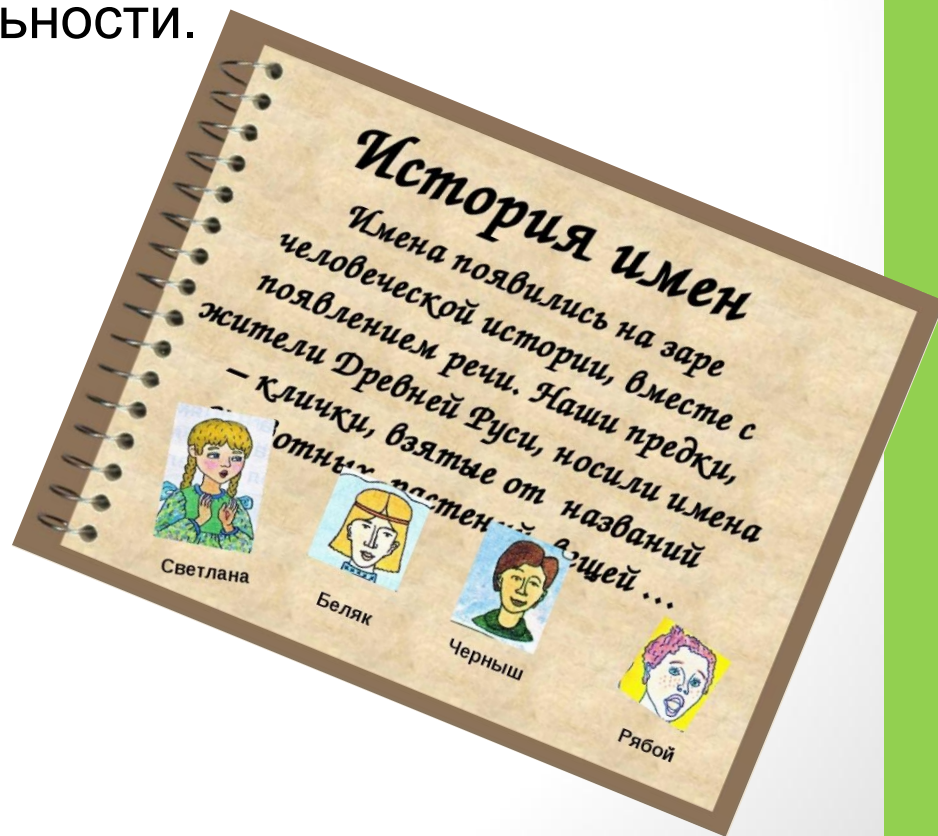 ьности.
История имен
Имена появились на заре
человеческой истории, вместе с
появлением речи. Наши предки,
жители Древней Руси, носили имена
– клички, взятые от названий
Светлана
Беляк
Черныш
Рябой